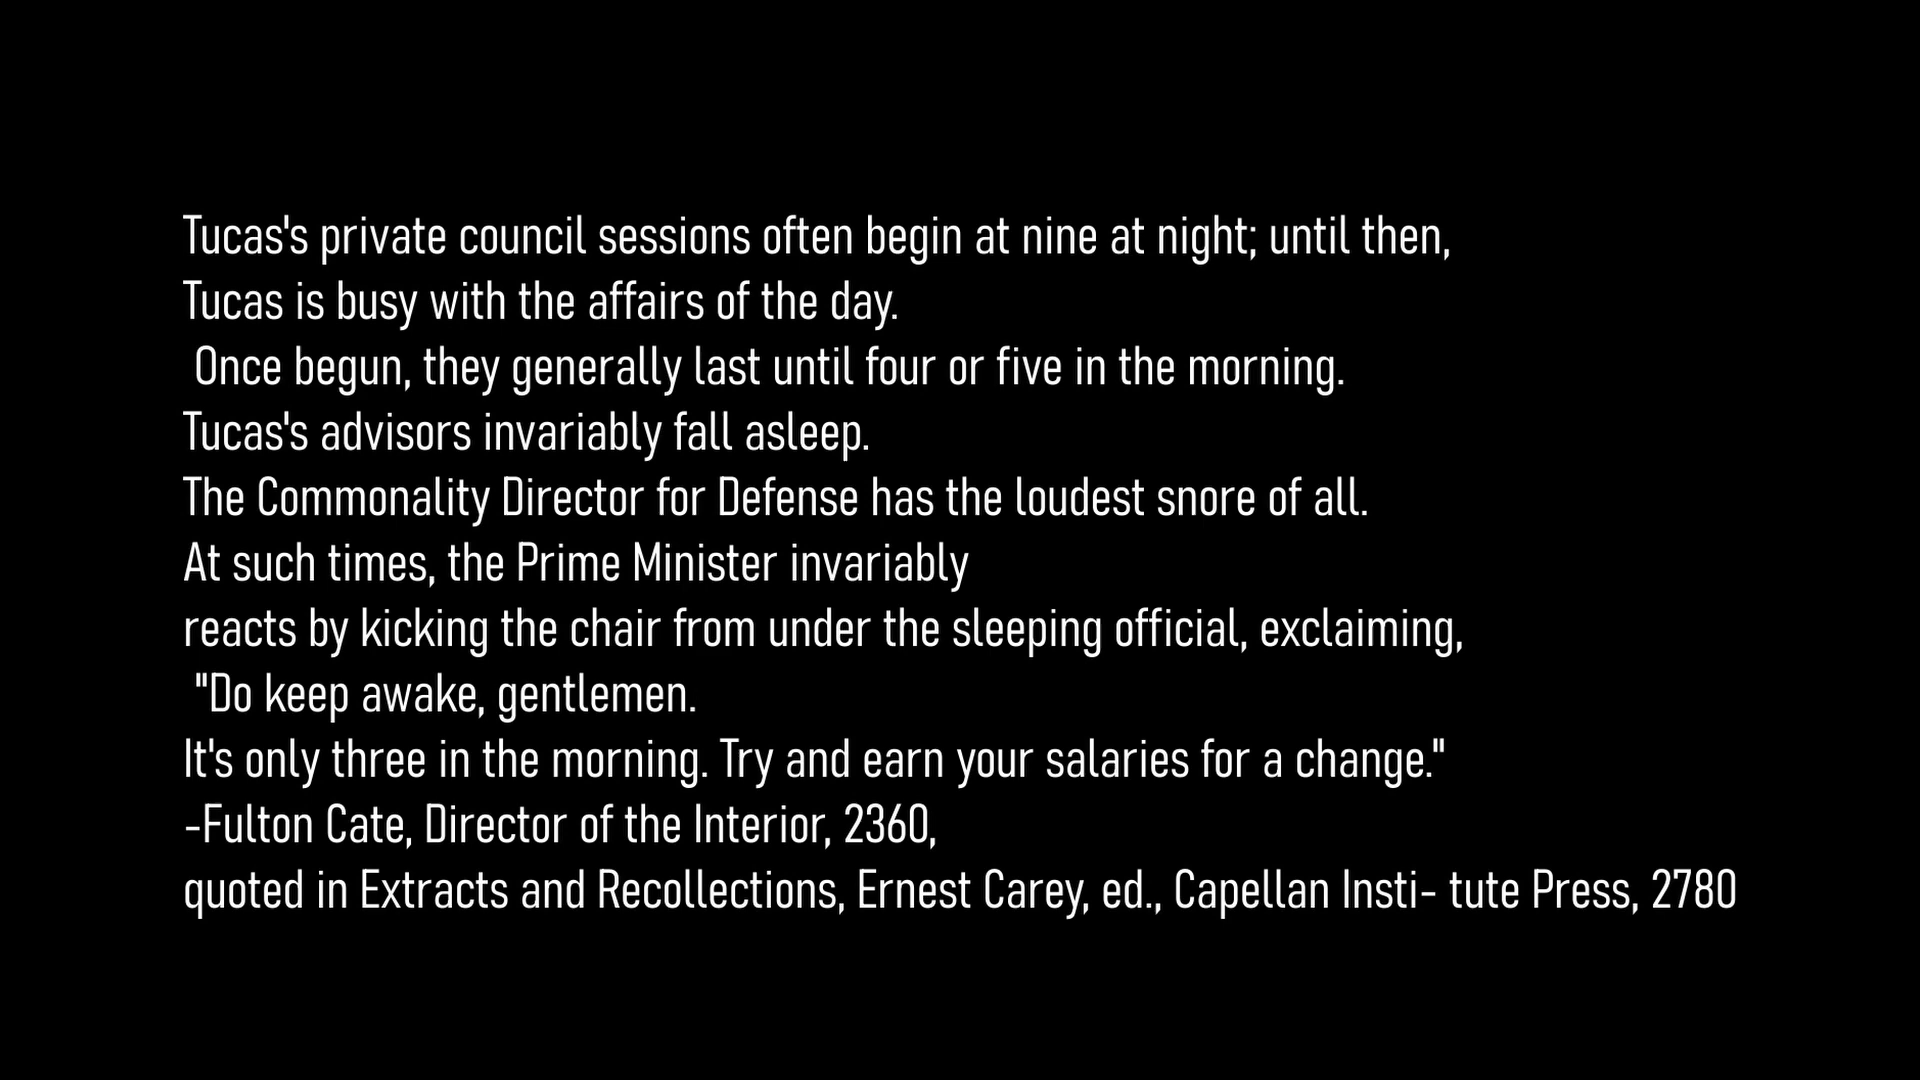 Tucas's private council sessions often begin at nine at night; until then,
Tucas is busy with the affairs of the day.
Once begun, they generally last until four or five in the morning.
Tucas's advisors invariably fall asleep.
The Commonality Director for Defense has the loudest snore of all.
At such times, the Prime Minister invariably
reacts by kicking the chair from under the sleeping official, exclaiming,
"Do keep awake, gentlemen.
It's only three in the morning. Try and earn your salaries for a change."
-Fulton Cate, Director of the Interior, 2360,
quoted in Extracts and Recollections, Ernest Carey, ed., Capellan Insti- tute Press, 2780